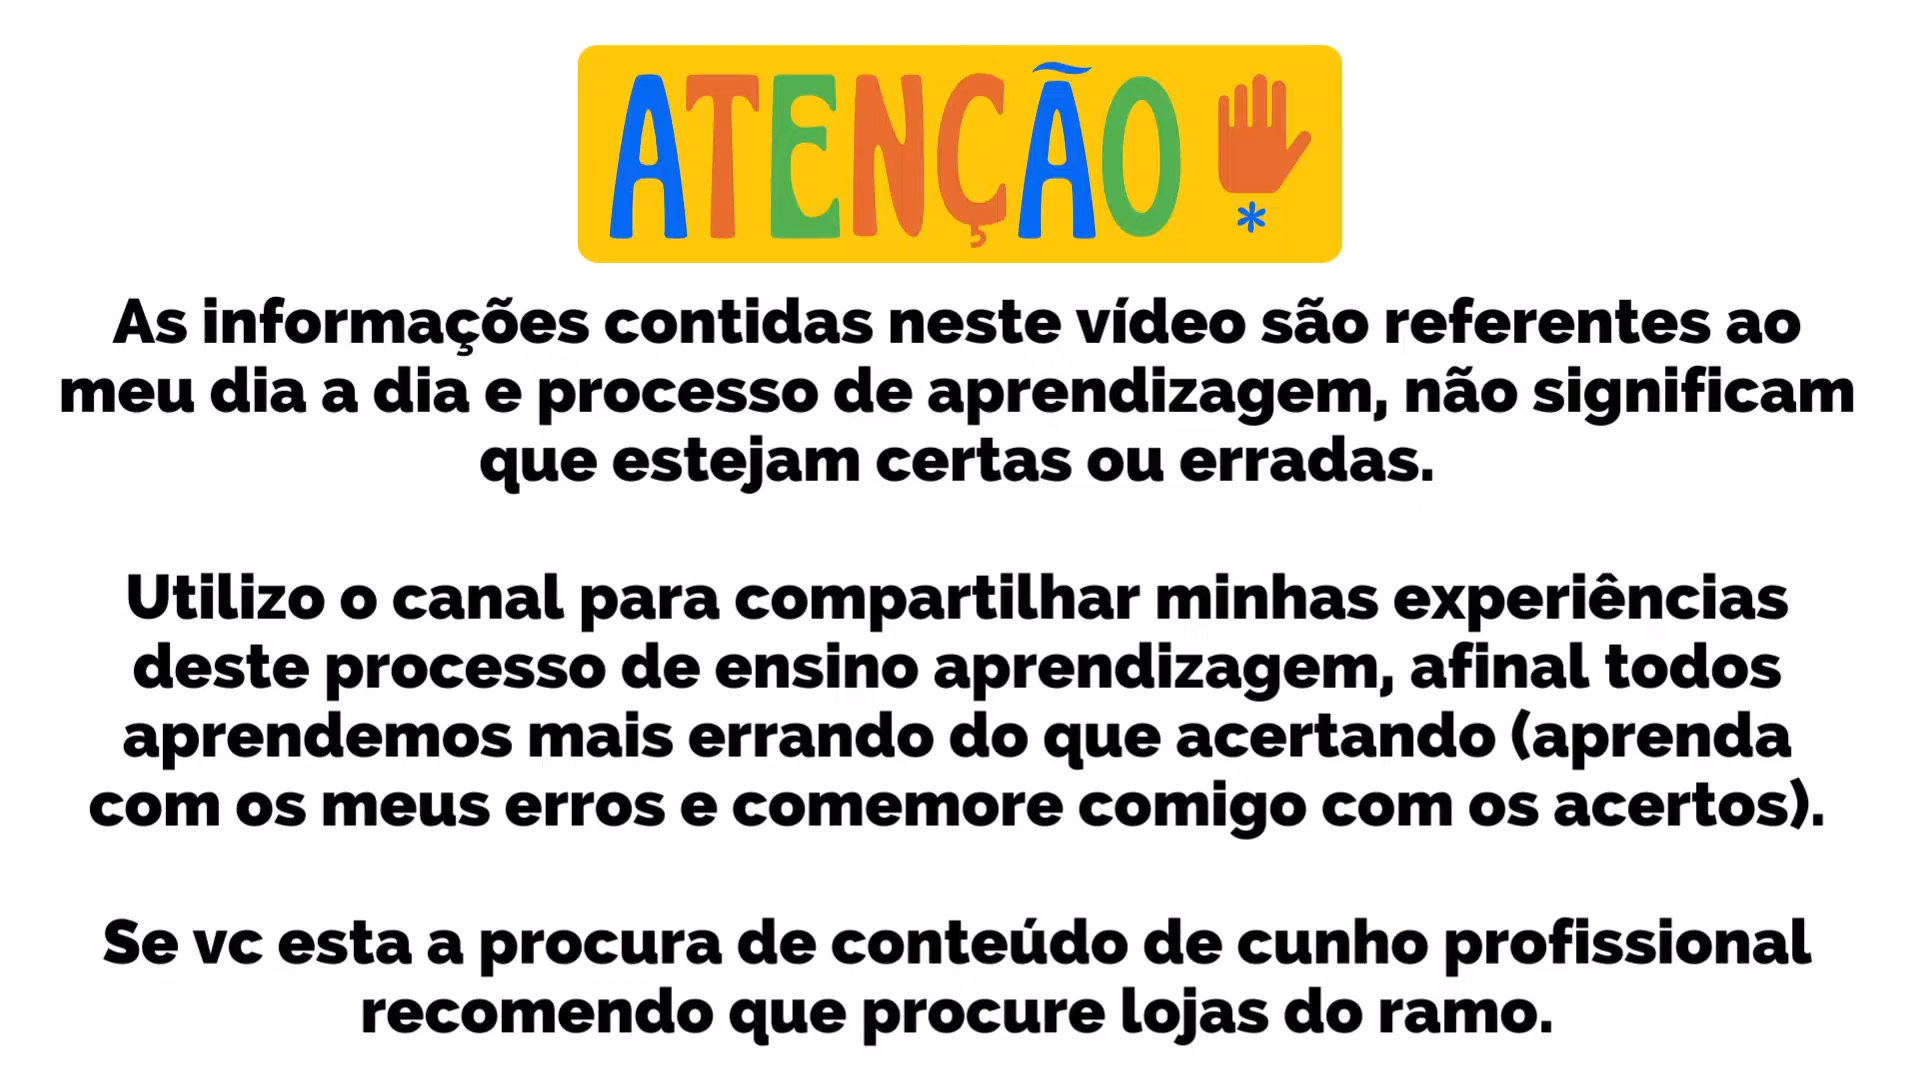 ATENÇÃO
As informações contidas neste vídeo são referentes ao
meu dia a dia e processo de aprendizagem, não significam
que estejam certas ou erradas.
Utilizo o canal para compartilhar minhas experiências
deste processo de ensino aprendizagem, afinal todos
aprendemos mais errando do que acertando (aprenda
com os meus erros e comemore comigo com os acertos).
Se vc esta a procura de conteúdo de cunho profissional
recomendo que procure lojas do ramo.